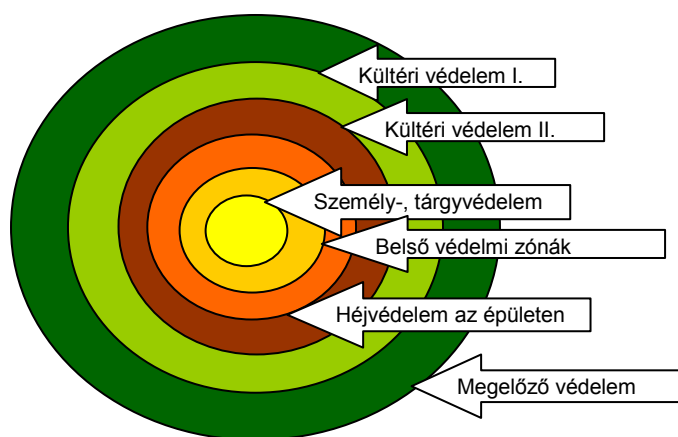 Kültéri védelem I.
Kültéri védelem II.
Személy-, tárgyvédelem
Belső védelmi zónák
Héjvédelem az épületen
Megelőző védelem